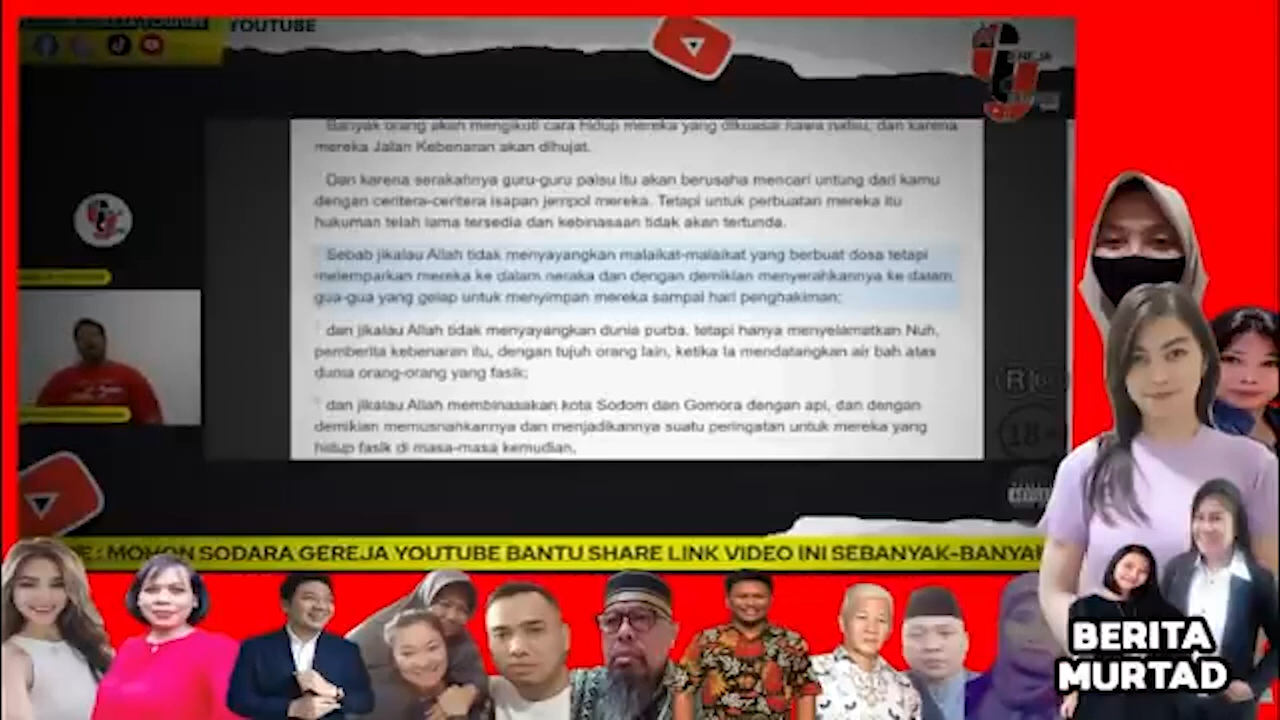 YOUTUBE
Banyak orang akan mengikuti cara hidup mereka yang dikuasai hawa nafsu, dan karena
mereka Jalan Kebenaran akan dihujat.
Dan karena serakahnya guru-guru palsu itu akan berusaha mencari untung dari kamu
dengan ceritera-ceritera isapan jempol mereka. Tetapi untuk perbuatan mereka itu
hukuman telah lama tersedia dan kebinasaan tidak akan tertunda.
Sebab jikalau Allah tidak menyayangkan malaikat-malaikat yang berbuat dosa tetapi
melemparkan mereka ke dalam neraka dan dengan demikian menyerahkannya ke dalam
gua-gua yang gelap untuk menyimpan mereka sampai hari penghakiman;
dan jikalau Allah tidak menyayangkan dunia purba, tetapi hanya menyelamatkan Nuh,
pemberita kebenaran itu, dengan tujuh orang lain, ketika Ia mendatangkan air bah atas
dunia orang-orang yang fasik;
dan jikalau Allah membinasakan kota Sodom dan Gomora dengan api, dan dengan
demikian memusnahkannya dan menjadikannya suatu peringatan untuk mereka yang
hidup fasik di masa-masa kemudian,
R
18+
: MOHON SODARA GEREJA YOUTUBE BANTU SHARE LINK VIDEO INI SEBANYAK-BANYA
BERITA
MURTAD